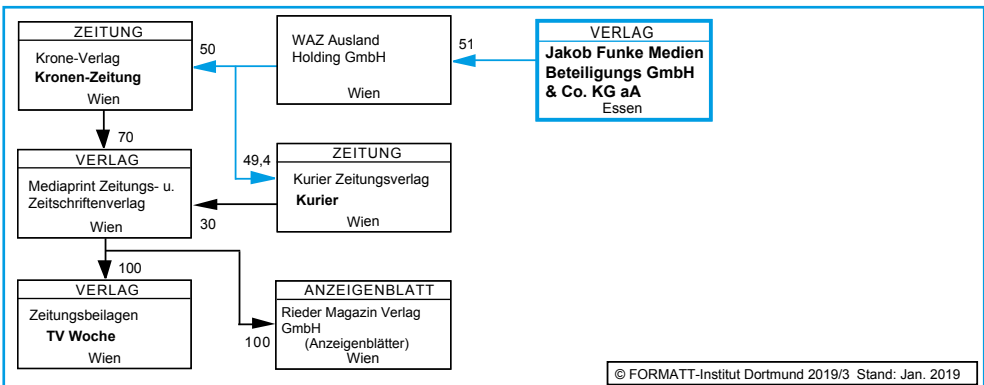 ZEITUNG
Krone-Verlag
Kronen-Zeitung
Wien
50
WAZ Ausland
Holding GmbH
Wien
51
VERLAG
Jakob Funke Medien
Beteiligungs GmbH
& Co. KG aA
Essen
70
VERLAG
Mediaprint Zeitungs- u.
Zeitschriftenverlag
Wien
49,4
30
ZEITUNG
Kurier Zeitungsverlag
Kurier
Wien
100
VERLAG
Zeitungsbeilagen
TV Woche
Wien
100
ANZEIGENBLATT
Rieder Magazin Verlag
GmbH
(Anzeigenblätter)
Wien
© FORMATT-Institut Dortmund 2019/3 Stand: Jan. 2019